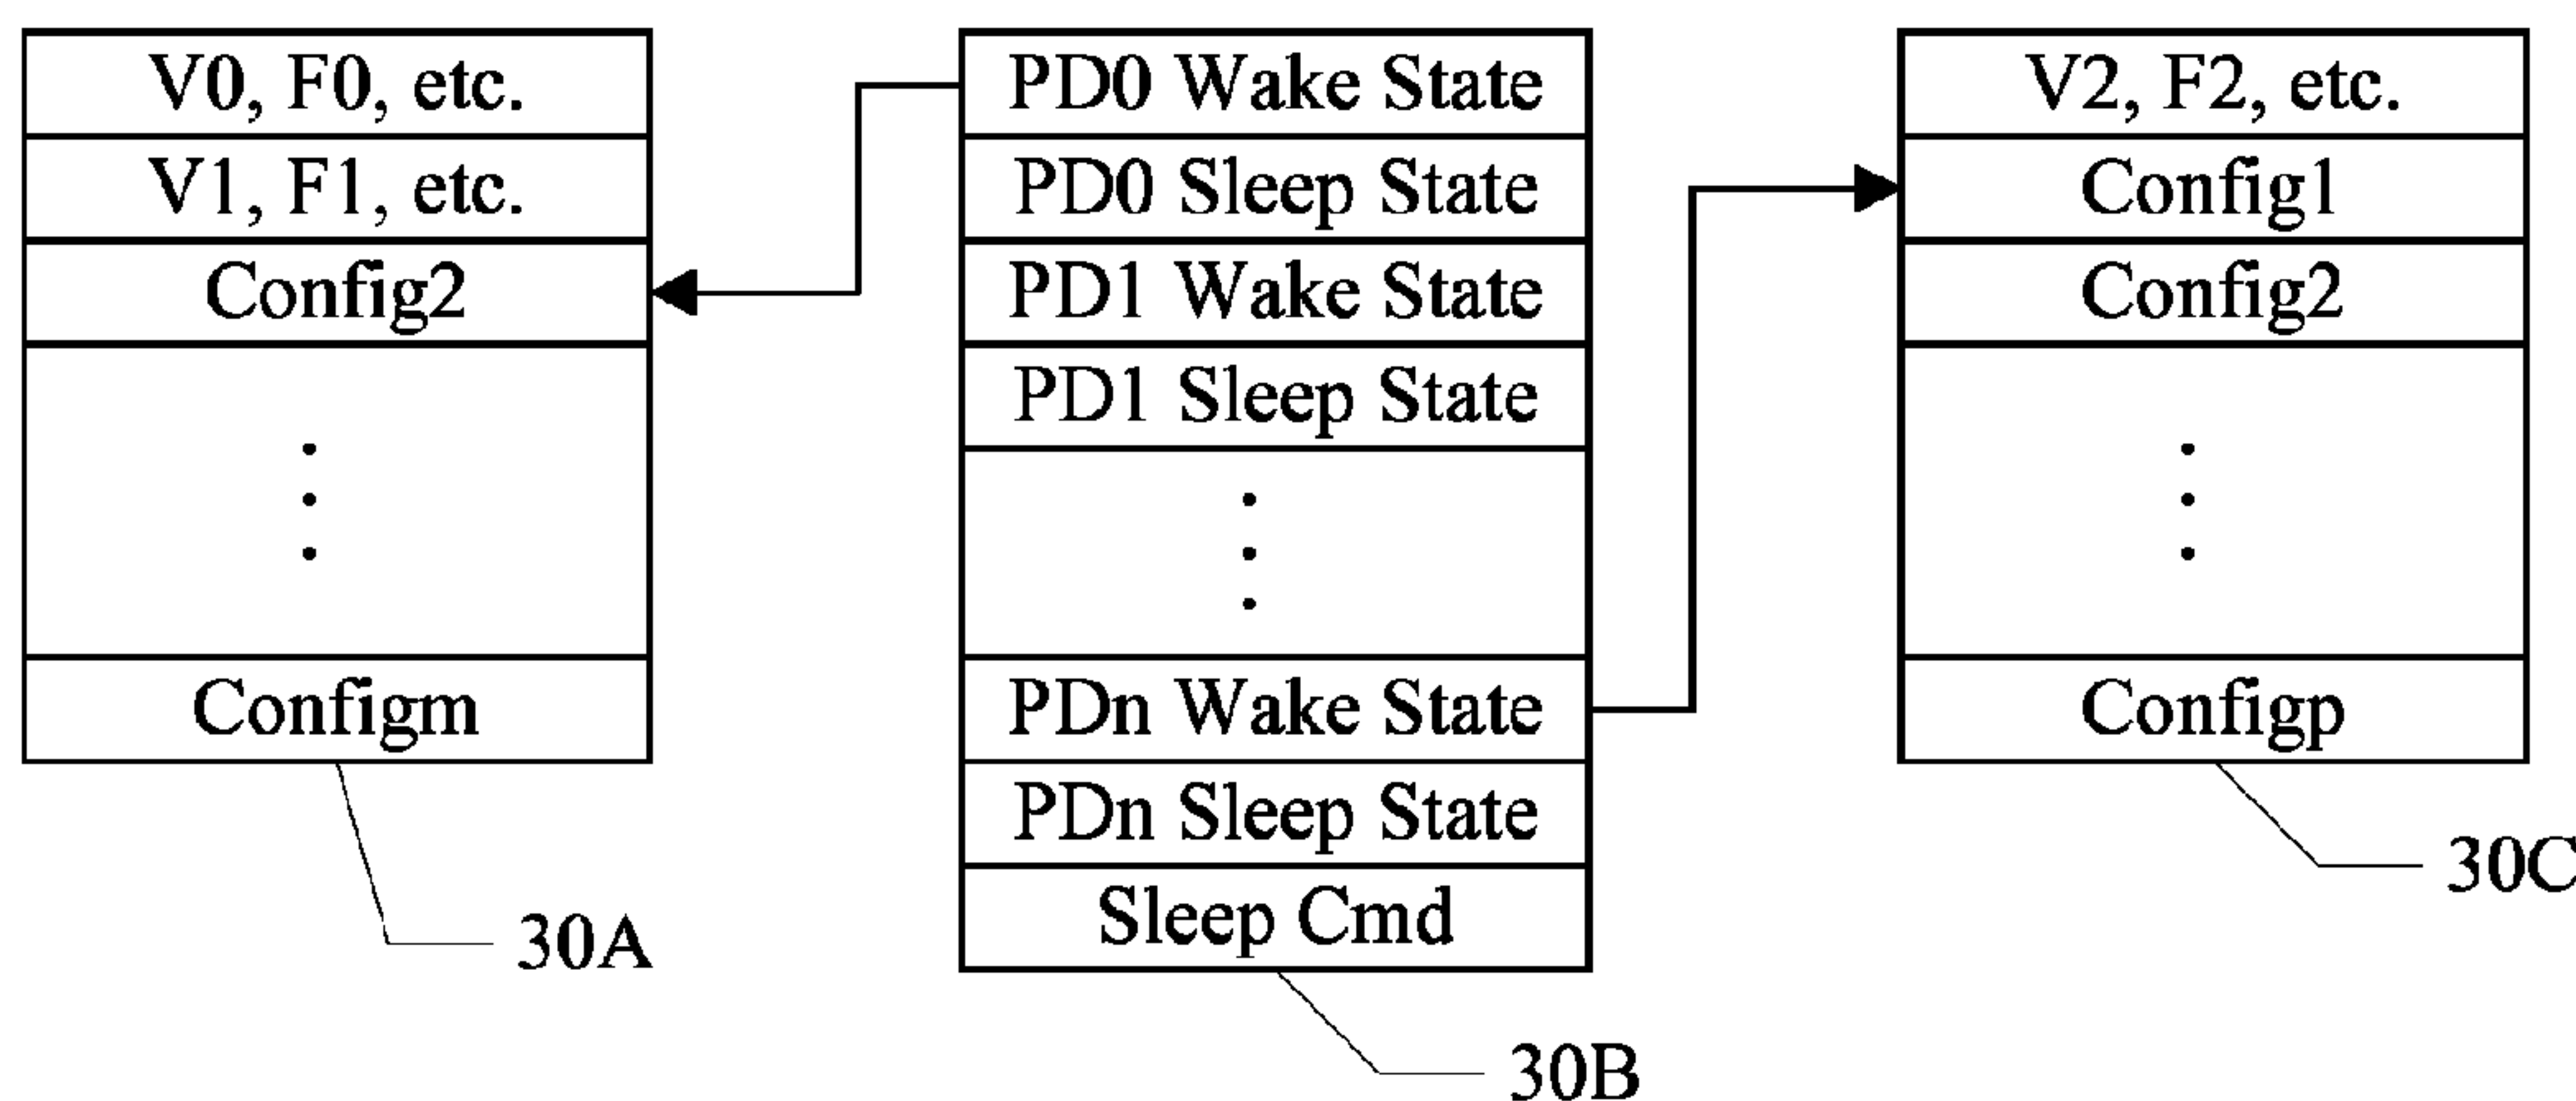 V0, F0, etc.
V1, F1, etc.
Config2
Configm
30A
PD0 Wake State
PD0 Sleep State
PD1 Wake State
PD1 Sleep State
PDn Wake State
PDn Sleep State
Sleep Cmd
30B
V2, F2, etc.
Config1
Config2
Configp
30C